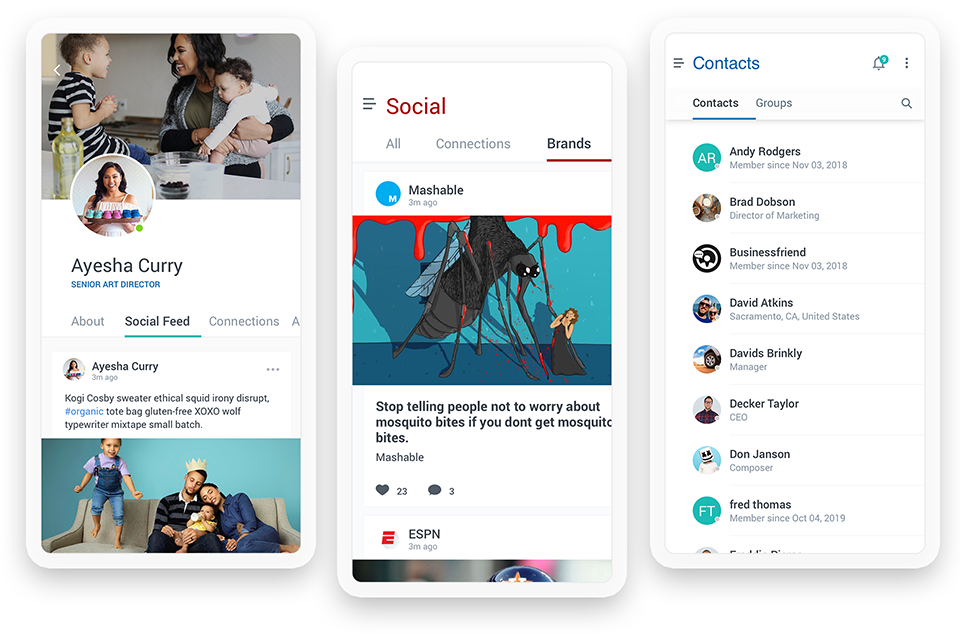 Ayesha Curry
SENIOR ART DIRECTOR
About Social Feed Connections A
Ayesha Curry
3m ago
Kogi Cosby sweater ethical squid irony disrupt,
#organic tote bag gluten-free XOXO wolf
typewriter mixtape small batch.
Social
All Connections Brands
M
Mashable
3m ago
Stop telling people not to worry about
mosquito bites if you dont get mosquito
bites.
Mashable
23 3
E
ESPN
3m ago
Contacts
Contacts Groups
AR
Andy Rodgers
Member since Nov 03, 2018
Brad Dobson
Director of Marketing
Businessfriend
Member since Nov 03, 2018
David Atkins
Sacramento, CA, United States
Davids Brinkly
Manager
Decker Taylor
CEO
Don Janson
Composer
FT
fred thomas
Member since Oct 04, 2019